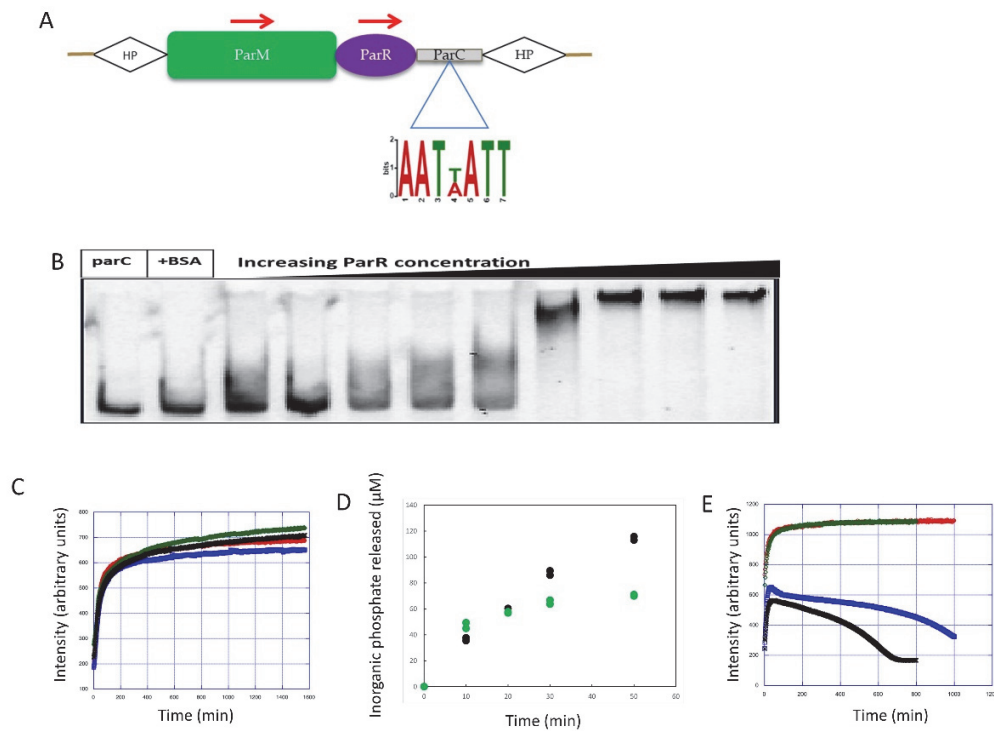 A
HP ParM ParR ParC HP
bits
2
1
0
AATTATT
A
1 2 3 4 5 6 7
B
parC +BSA Increasing ParR concentration
C
Intensity (arbitrary units)
800
700
600
500
400
300
200
100
0 200 400 600 800 1000 1200 1400 1600
Time (min)
D
Inorganic phosphate released (µM)
140
120
100
80
60
40
20
0
0 10 20 30 40 50 60
Time (min)
E
Intensity (arbitrary units)
1200
1000
800
600
400
200
0
0 200 400 600 800 1000 1200
Time (min)